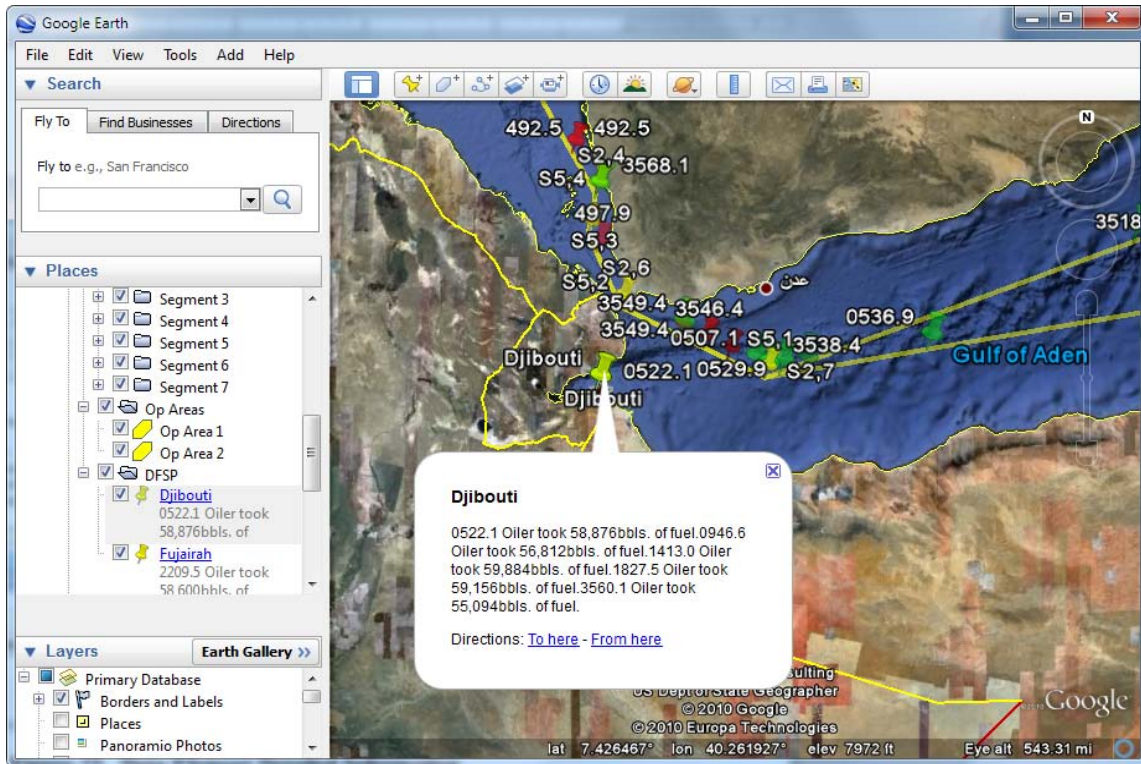 Google Earth
File Edit View Tools Add Help
Search
Fly To Find Businesses Directions
Fly to e.g., San Francisco
Places
Segment 3
Segment 4
Segment 5
Segment 6
Segment 7
Op Areas
Op Area 1
Op Area 2
DFSP
Djibouti
0522.1 Oiler took
58,876bbls. of
Fujairah
2209.5 Oiler took
58,600bbls. of
Layers
Earth Gallery >>
Primary Database
Borders and Labels
Places
Panoramio Photos
N
492.5 492.5
S2,4 3568.1
S5,4
497.9
S5,3
S2,6
S5,2
عدن
3518
3549.4 3546.4
0536.9
3549.4 0507.1 S5,1 3538.4
Gulf of Aden
Djibouti
0522.1 0529.9 S2,7
Djibouti
Djibouti
0522.1 Oiler took 58,876bbls. of fuel.0946.6
Oiler took 56,812bbls. of fuel.1413.0 Oiler
took 59,884bbls. of fuel.1827.5 Oiler took
59,156bbls. of fuel.3560.1 Oiler took
55,094bbls. of fuel.
Directions: To here - From here
US Dept of State Geographer
© 2010 Google
© 2010 Europa Technologies
Google
lat 7.426467° lon 40.261927° elev 7972 ft
Eye alt 543.31 mi